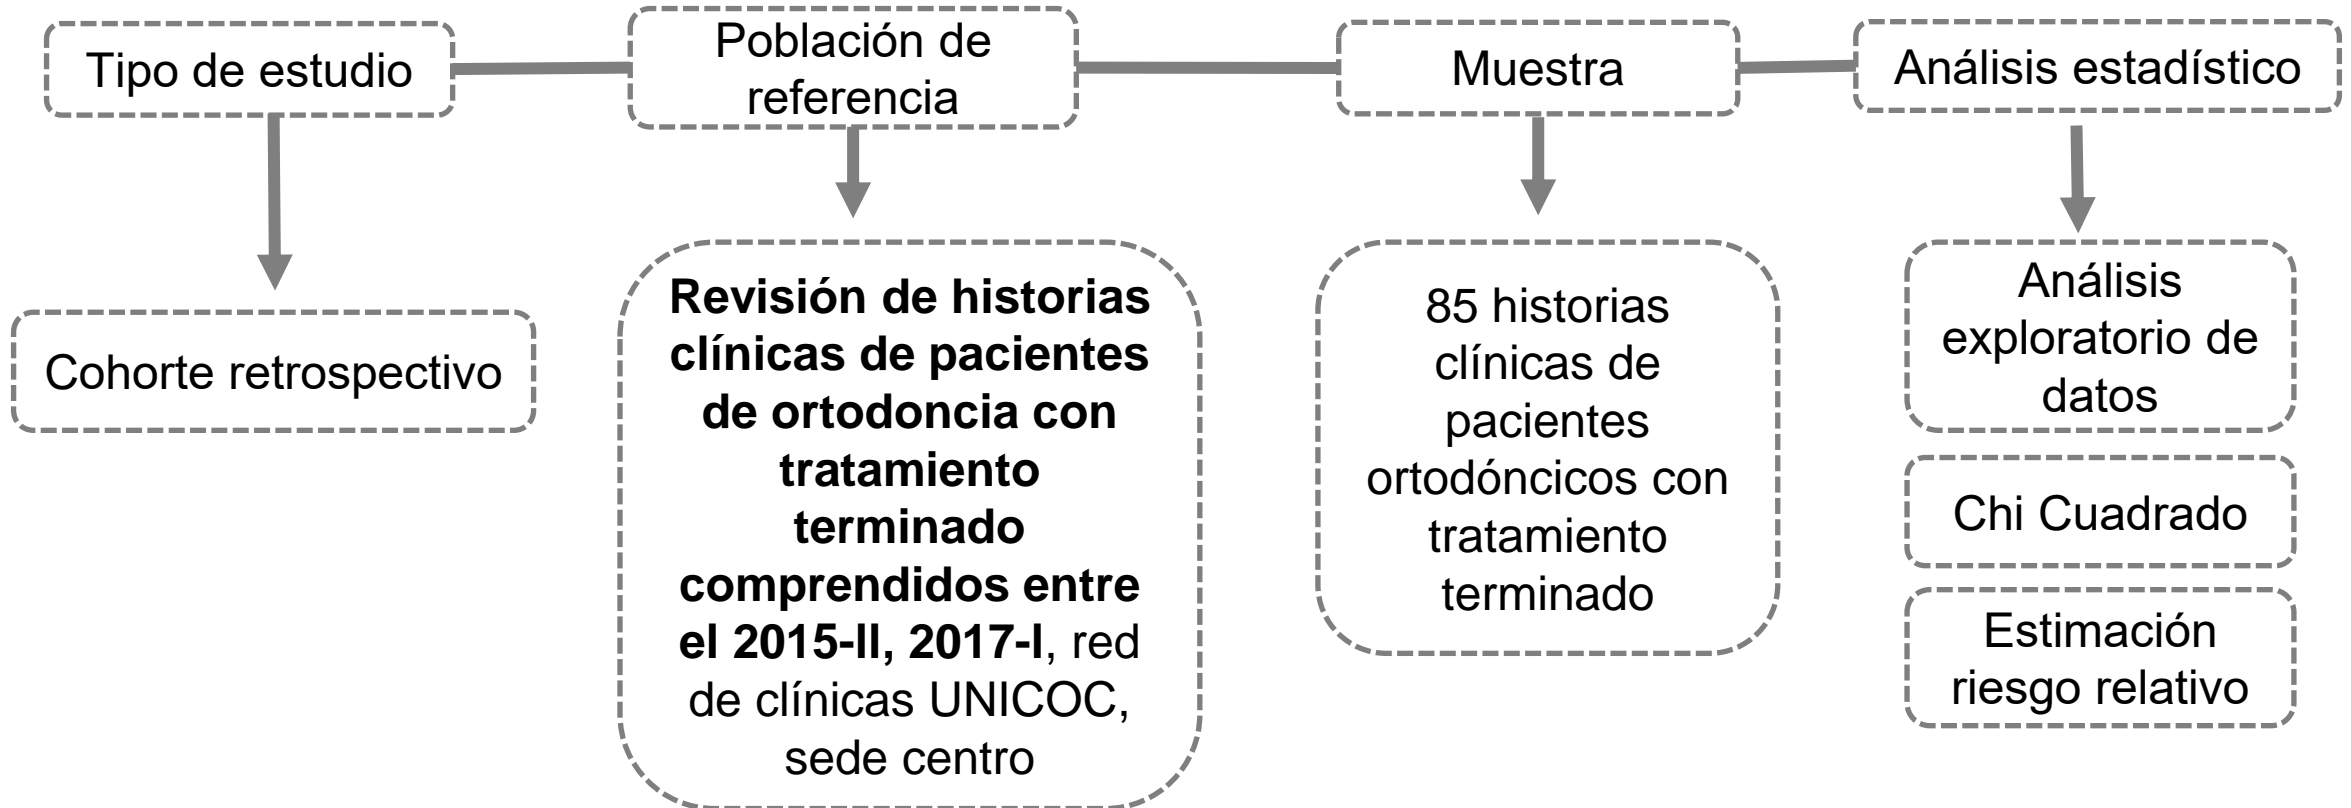 Tipo de estudio
Población de
referencia
Muestra
Análisis estadístico
Cohorte retrospectivo
Revisión de historias
clínicas de pacientes
de ortodoncia con
tratamiento
terminado
comprendidos entre
el 2015-II, 2017-I, red
de clínicas UNICOC,
sede centro
85 historias
clínicas de
pacientes
ortodóncicos con
tratamiento
terminado
Análisis
exploratorio de
datos
Chi Cuadrado
Estimación
riesgo relativo